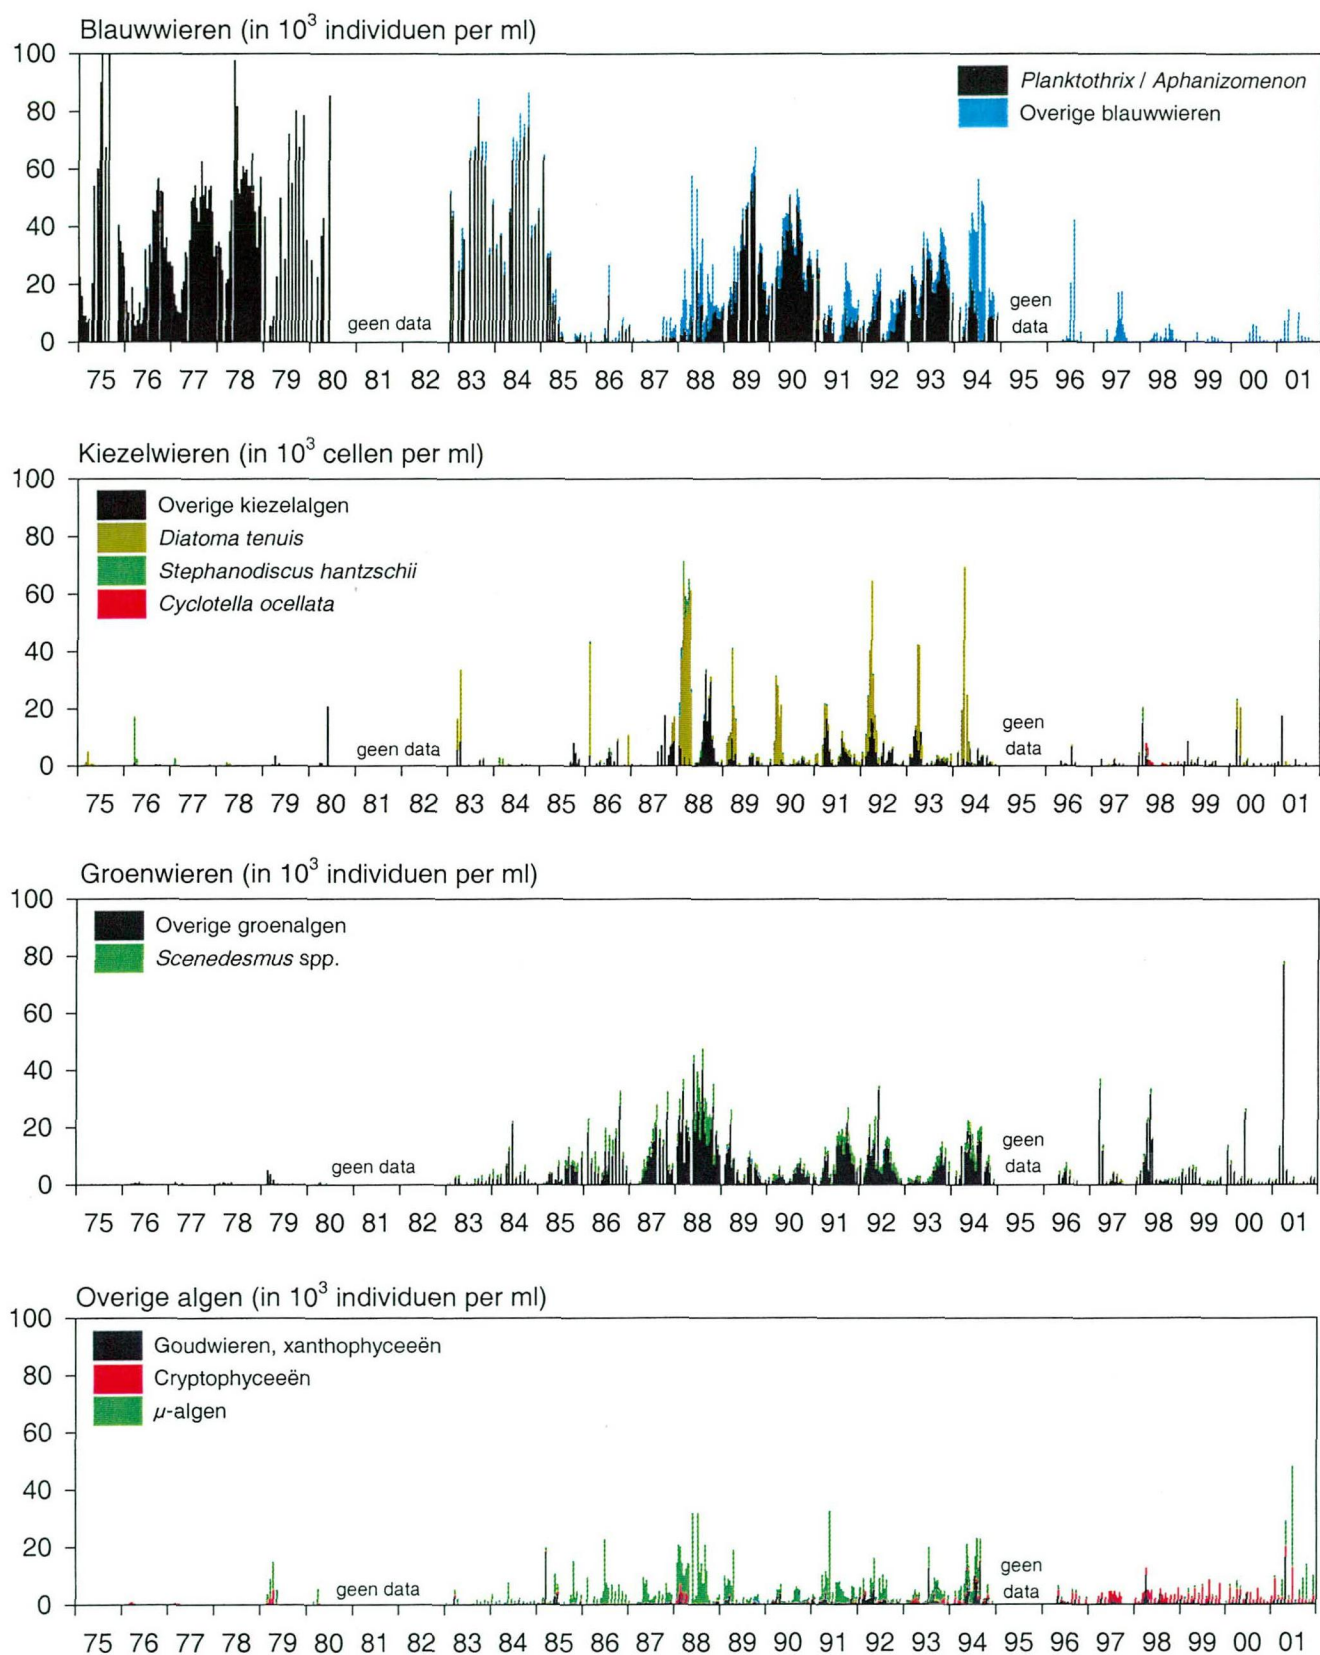 Blauwwieren (in 10³ individuen per ml)
100
80
60
40
20
0
Planktothrix / Aphanizomenon
Overige blauwwieren
geen data
geen
data
75 76 77 78 79 80 81 82 83 84 85 86 87 88 89 90 91 92 93 94 95 96 97 98 99 00 01
Kiezelwieren (in 10³ cellen per ml)
100
80
60
40
20
0
Overige kiezelalgen
Diatoma tenuis
Stephanodiscus hantzschii
Cyclotella ocellata
geen data
geen
data
75 76 77 78 79 80 81 82 83 84 85 86 87 88 89 90 91 92 93 94 95 96 97 98 99 00 01
Groenwieren (in 10³ individuen per ml)
100
80
60
40
20
0
Overige groenalgen
Scenedesmus spp.
geen data
geen
data
75 76 77 78 79 80 81 82 83 84 85 86 87 88 89 90 91 92 93 94 95 96 97 98 99 00 01
Overige algen (in 10³ individuen per ml)
100
80
60
40
20
0
Goudwieren, xanthophyceeën
Cryptophyceeën
µ-algen
geen data
geen
data
75 76 77 78 79 80 81 82 83 84 85 86 87 88 89 90 91 92 93 94 95 96 97 98 99 00 01